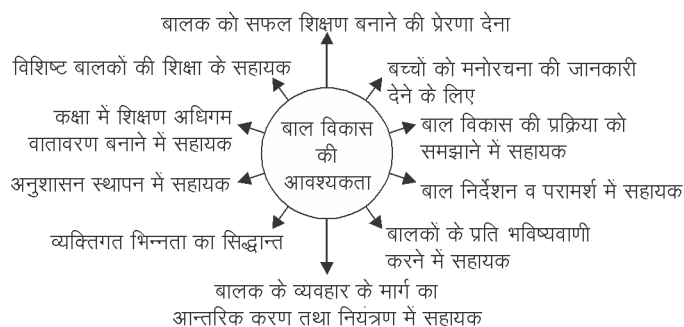 बालक को सफल शिक्षण बनाने की प्रेरणा देना
विशिष्ट बालकों की शिक्षा के सहायक
बच्चों को मनोरचना की जानकारी
देने के लिए
कक्षा में शिक्षण अधिगम
वातावरण बनाने में सहायक
बाल विकास
की
आवश्यकता
बाल विकास की प्रक्रिया को
समझाने में सहायक
अनुशासन स्थापन में सहायक
बाल निर्देशन व परामर्श में सहायक
व्यक्तिगत भिन्नता का सिद्धान्त
बालकों के प्रति भविष्यवाणी
करने में सहायक
बालक के व्यवहार के मार्ग का
आन्तरिक करण तथा नियंत्रण में सहायक